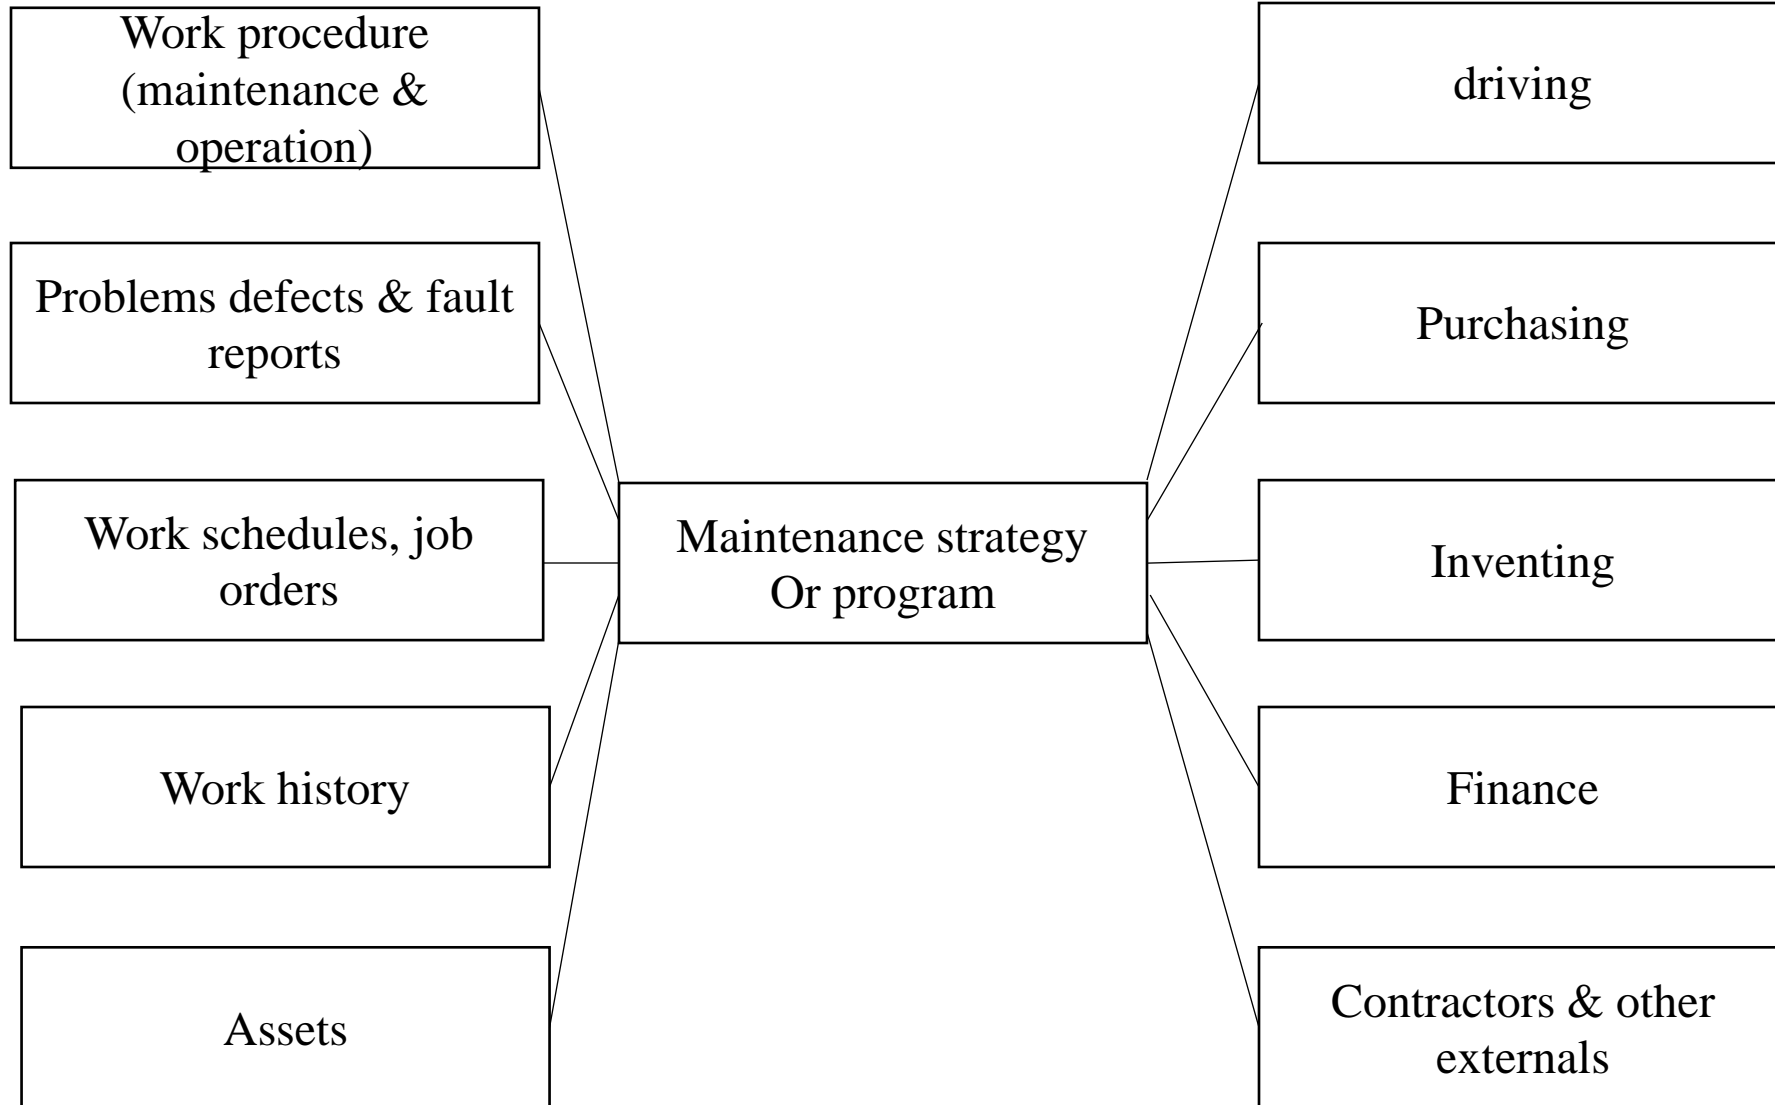 Work procedure
(maintenance &
operation)
Problems defects & fault
reports
Work schedules, job
orders
Work history
Assets
Maintenance strategy
Or program
driving
Purchasing
Inventing
Finance
Contractors & other
externals